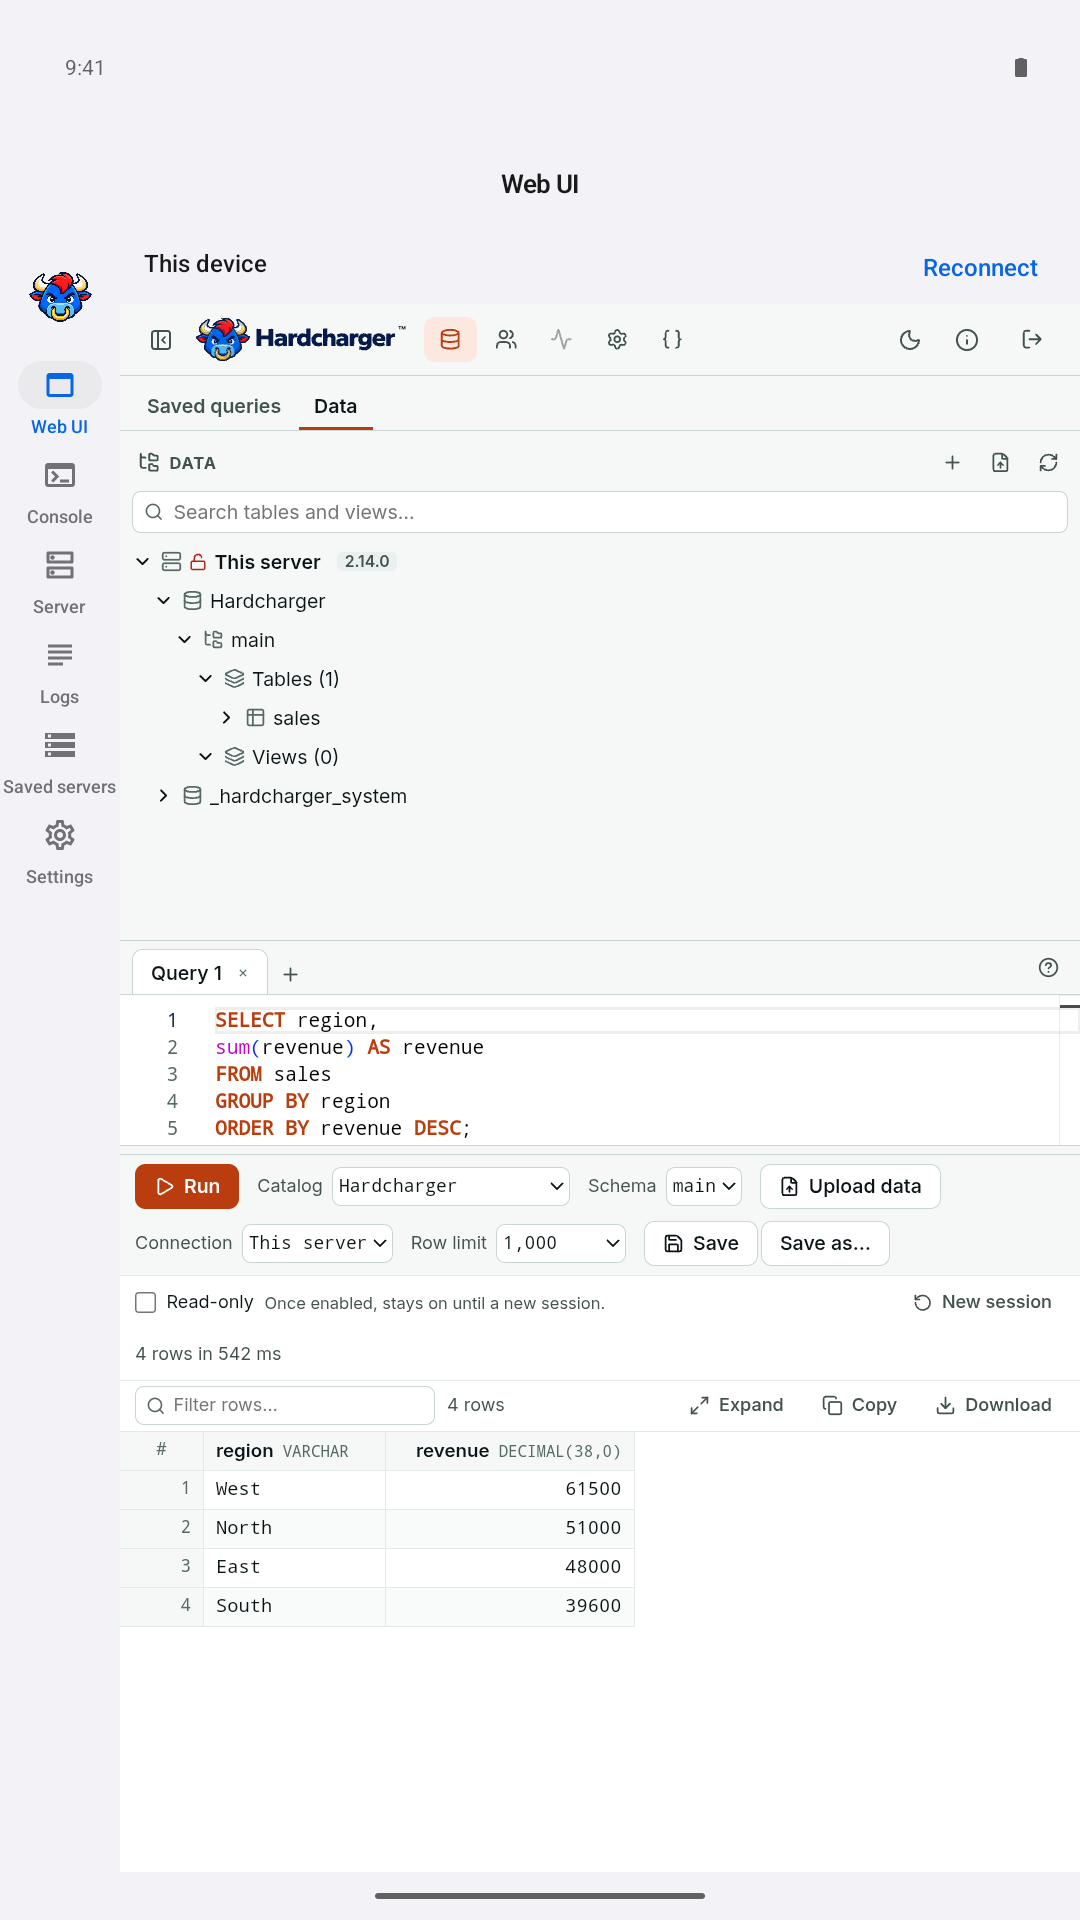 9:41
Web UI
This device
Reconnect
Hardcharger™
Web UI
Console
Server
Logs
Saved servers
Settings
Saved queries
Data
DATA
Search tables and views...
This server 2.14.0
Hardcharger
main
Tables (1)
sales
Views (0)
_hardcharger_system
Query 1 × +
1 SELECT region,
2 sum(revenue) AS revenue
3 FROM sales
4 GROUP BY region
5 ORDER BY revenue DESC;
Run Catalog Hardcharger Schema main Upload data
Connection This server Row limit 1,000 Save Save as...
Read-only Once enabled, stays on until a new session. New session
4 rows in 542 ms
Filter rows... 4 rows Expand Copy Download
# region VARCHAR revenue DECIMAL(38,0)
1 West 61500
2 North 51000
3 East 48000
4 South 39600